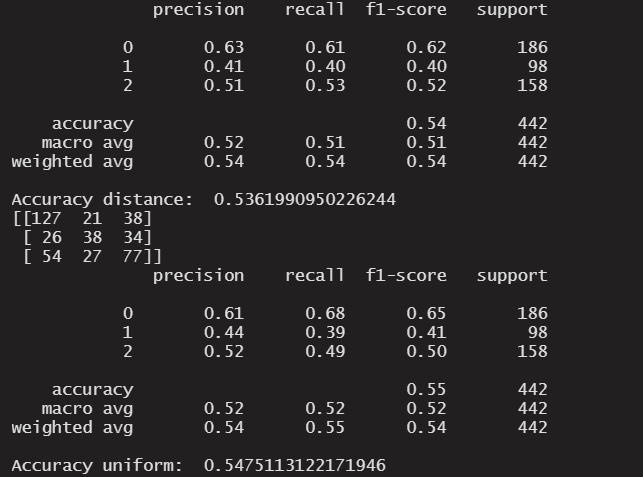 precision    recall  f1-score   support

           0       0.63      0.61      0.62       186
           1       0.41      0.40      0.40        98
           2       0.51      0.53      0.52       158

    accuracy                           0.54       442
   macro avg       0.52      0.51      0.51       442
weighted avg       0.54      0.54      0.54       442

Accuracy distance:  0.5361990950226244
[[127  21  38]
 [ 26  38  34]
 [ 54  27  77]]
              precision    recall  f1-score   support

           0       0.61      0.68      0.65       186
           1       0.44      0.39      0.41        98
           2       0.52      0.49      0.50       158

    accuracy                           0.55       442
   macro avg       0.52      0.52      0.52       442
weighted avg       0.54      0.55      0.54       442

Accuracy uniform:  0.5475113122171946